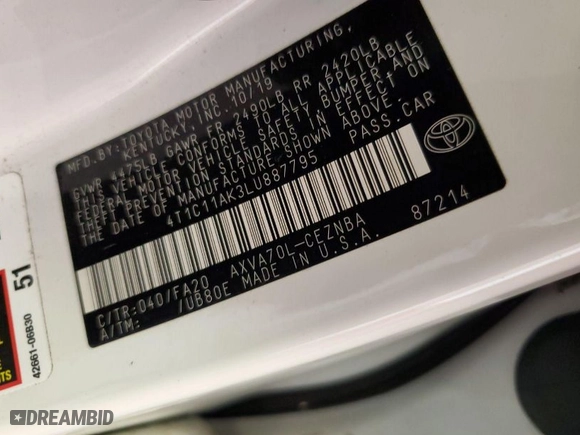 MFD.BY:TOYOTA MOTOR MANUFACTURING,
KENTUCKY, INC. 10/19
GVWR 4475LB GAWR FR 2490LB RR 2420LB
THIS VEHICLE CONFORMS TO ALL APPLICABLE
FEDERAL MOTOR VEHICLE SAFETY, BUMPER AND
THEFT PREVENTION STANDARDS IN EFFECT ON
THE DATE OF MANUFACTURE SHOWN ABOVE.
4T1C11AK3LU887795 PASS.CAR
87214
C/TR:040/FA20 AXVA70L-CEZNBA
A/TM: /UB80E MADE IN U.S.A.
51
42661-06B30
DREAMBID